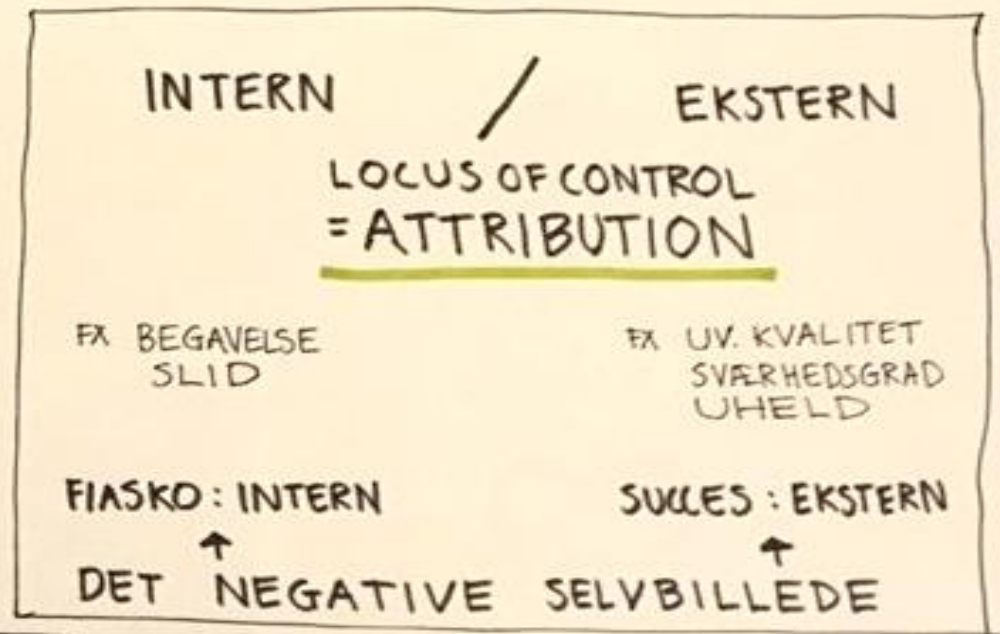 INTERN / EKSTERN
LOCUS OF CONTROL
= ATTRIBUTION
FX BEGAVELSE
SLID
FX UV. KVALITET
SVÆRHEDSGRAD
UHELD
FIASKO : INTERN
SUCCES : EKSTERN
DET NEGATIVE SELVBILLEDE